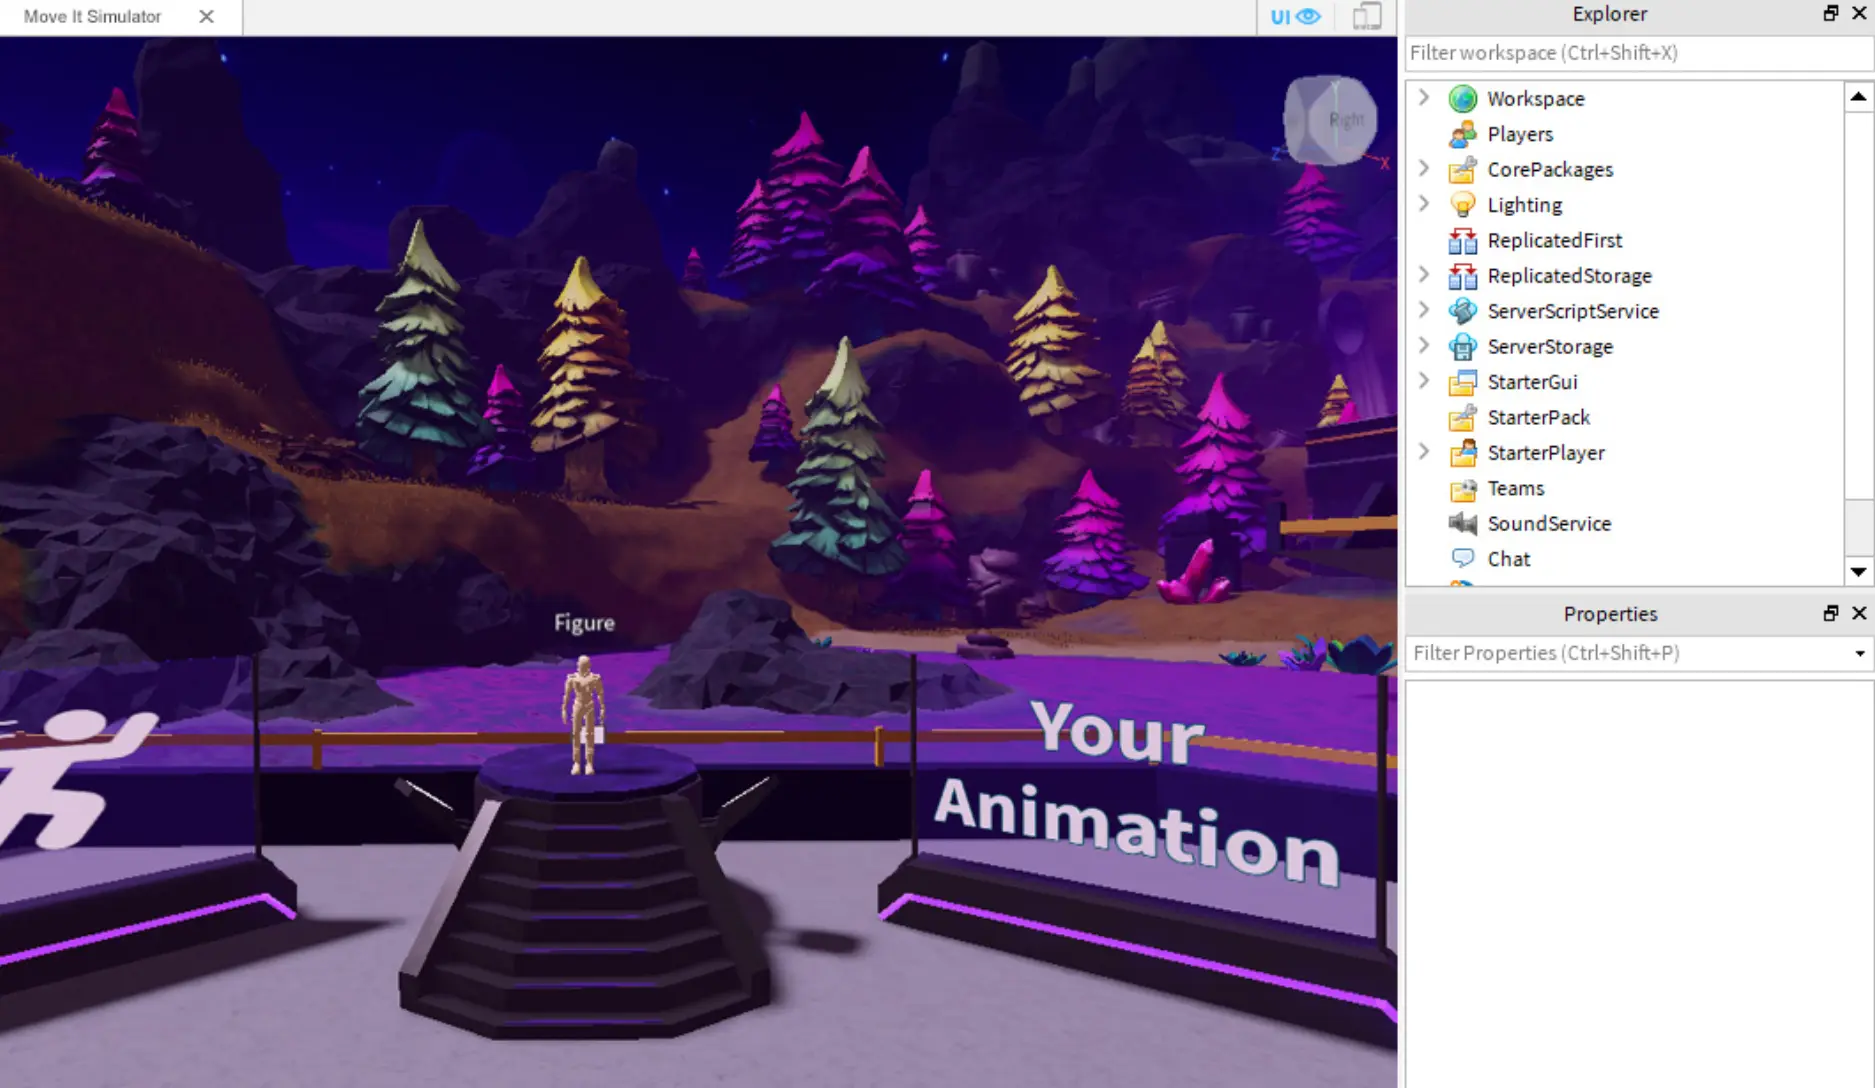 Move It Simulator
UI
Explorer
Filter workspace (Ctrl+Shift+X)
Workspace
Players
CorePackages
Lighting
ReplicatedFirst
ReplicatedStorage
ServerScriptService
ServerStorage
StarterGui
StarterPack
StarterPlayer
Teams
SoundService
Chat
Properties
Filter Properties (Ctrl+Shift+P)
Y
Right
Z
X
Figure
Your
Animation